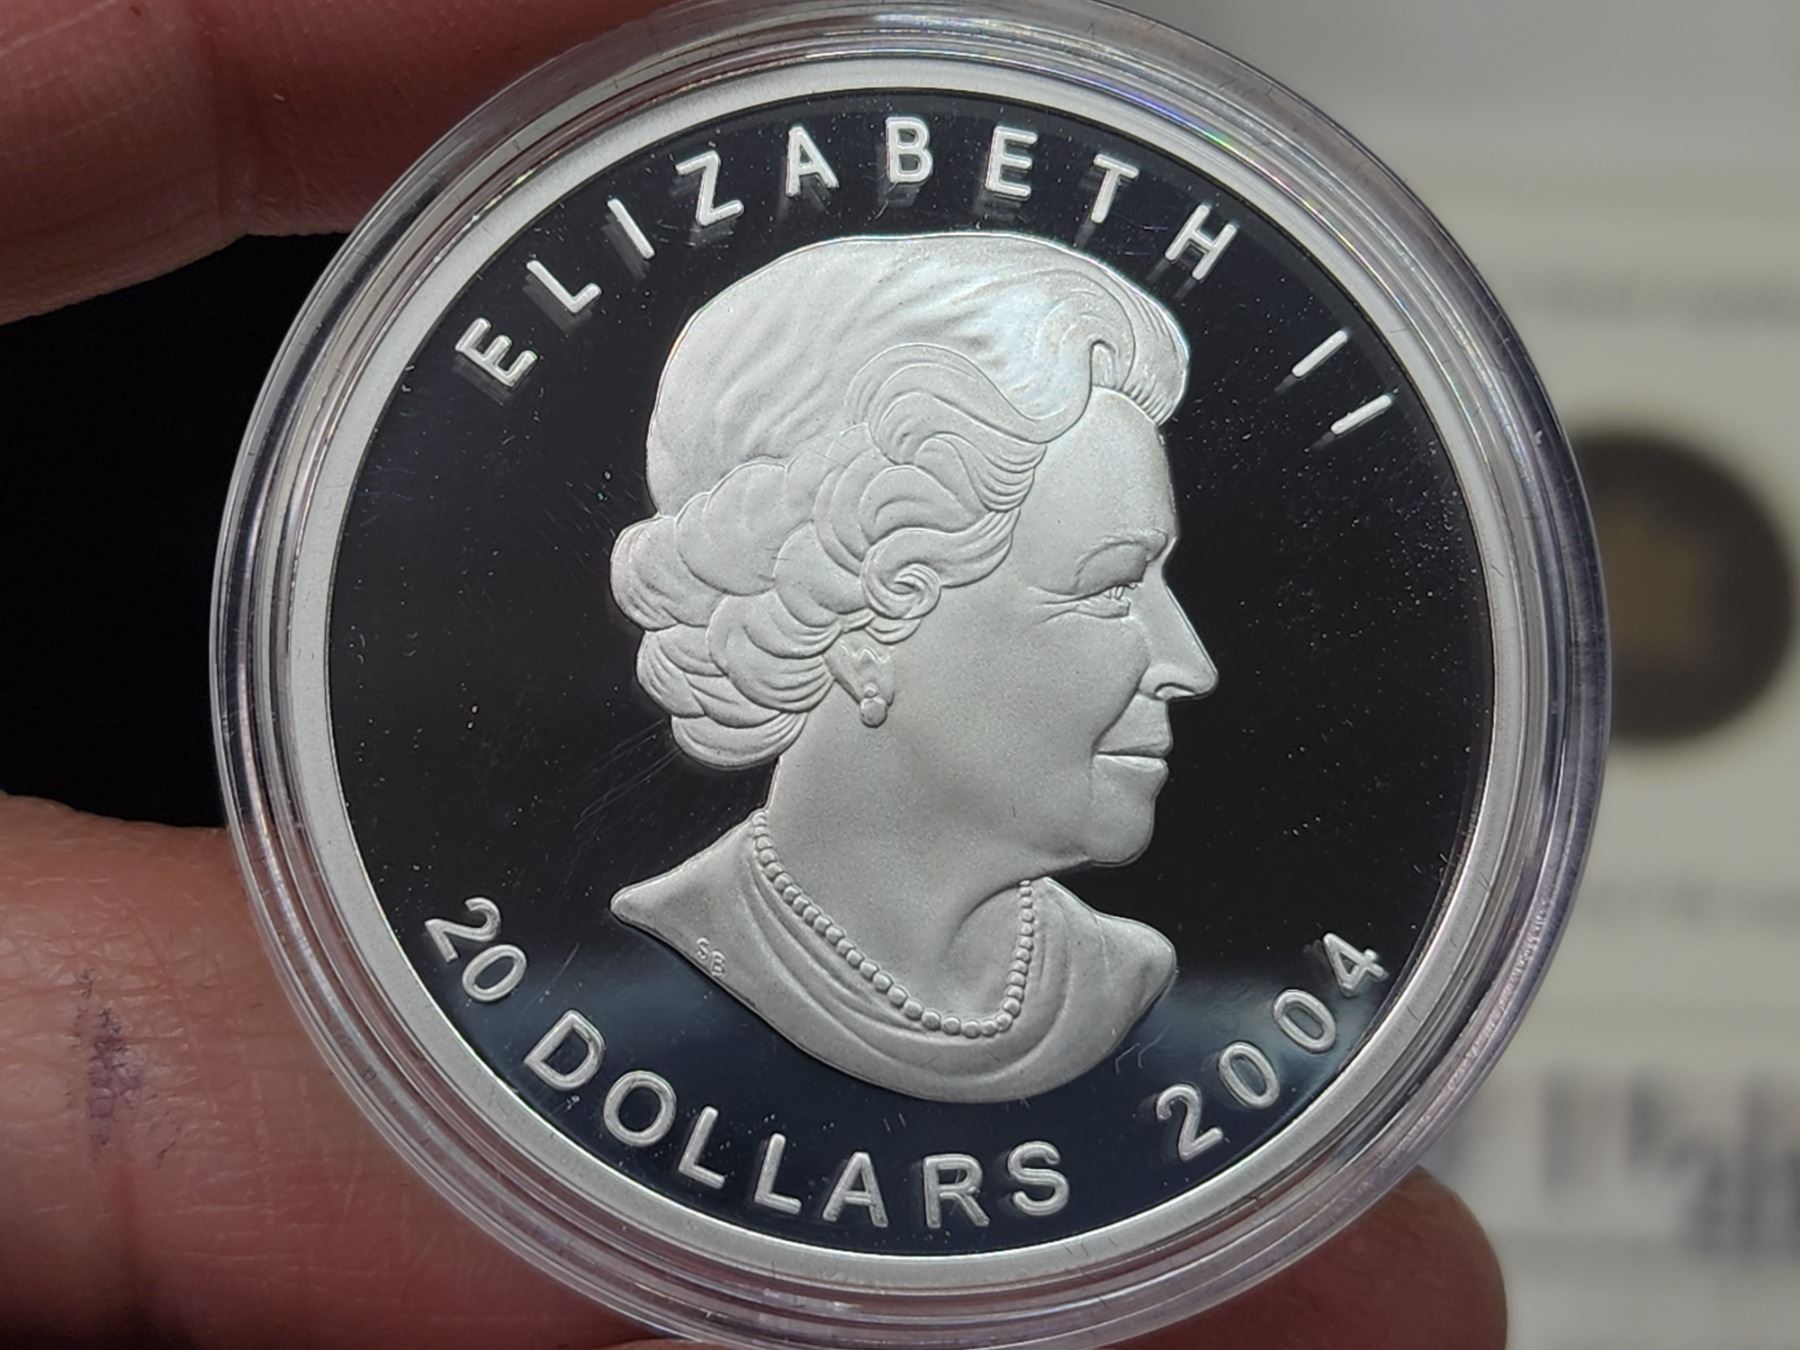 ELIZABETH II
SB
20 DOLLARS 2004